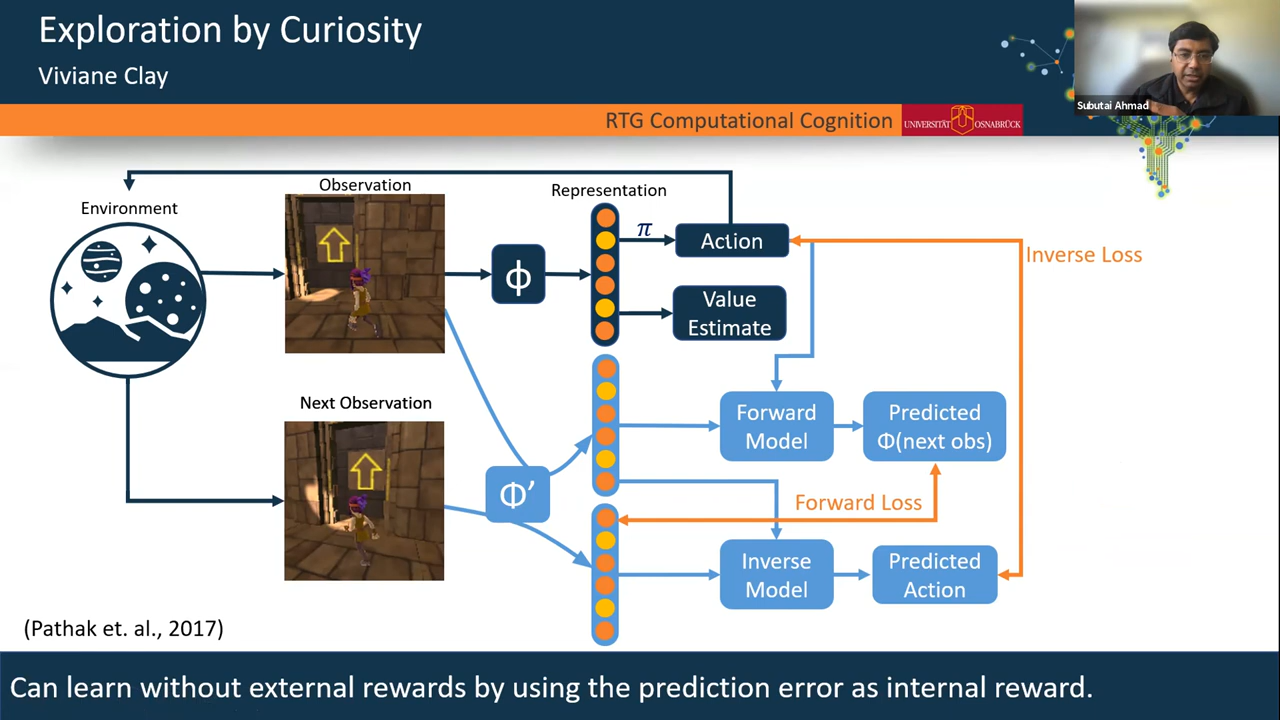 Exploration by Curiosity
Viviane Clay
Subutai Ahmad
RTG Computational Cognition
UNIVERSITÄT OSNABRÜCK
Environment
Observation
Representation
π
Action
Inverse Loss
ϕ
Value
Estimate
Next Observation
Forward
Model
Predicted
Φ(next obs)
Φ’
Forward Loss
Inverse
Model
Predicted
Action
(Pathak et. al., 2017)
Can learn without external rewards by using the prediction error as internal reward.